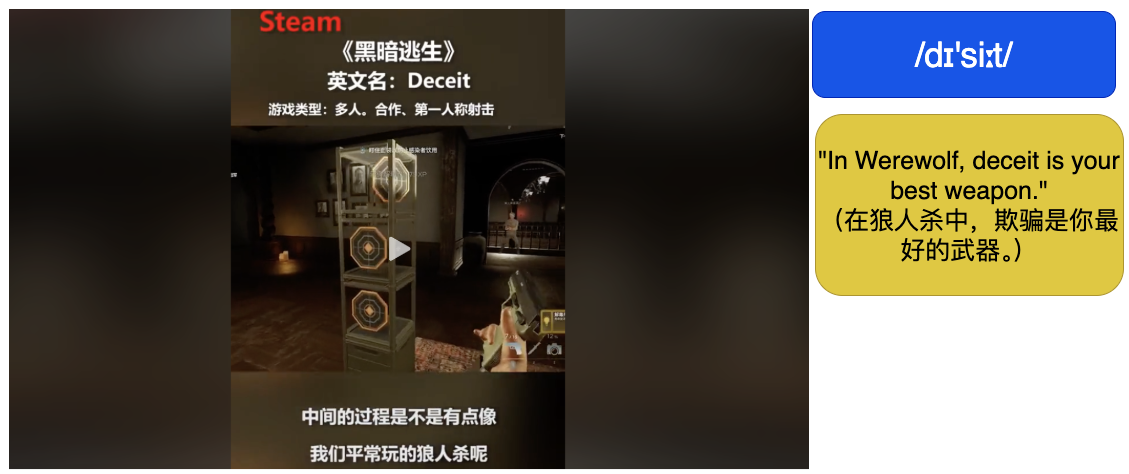 Steam
《黑暗逃生》
英文名：Deceit
游戏类型：多人。合作、第一人称射击
中间的过程是不是有点像
我们平常玩的狼人杀呢
/dɪ'siːt/
"In Werewolf, deceit is your
best weapon."
（在狼人杀中，欺骗是你最
好的武器。）